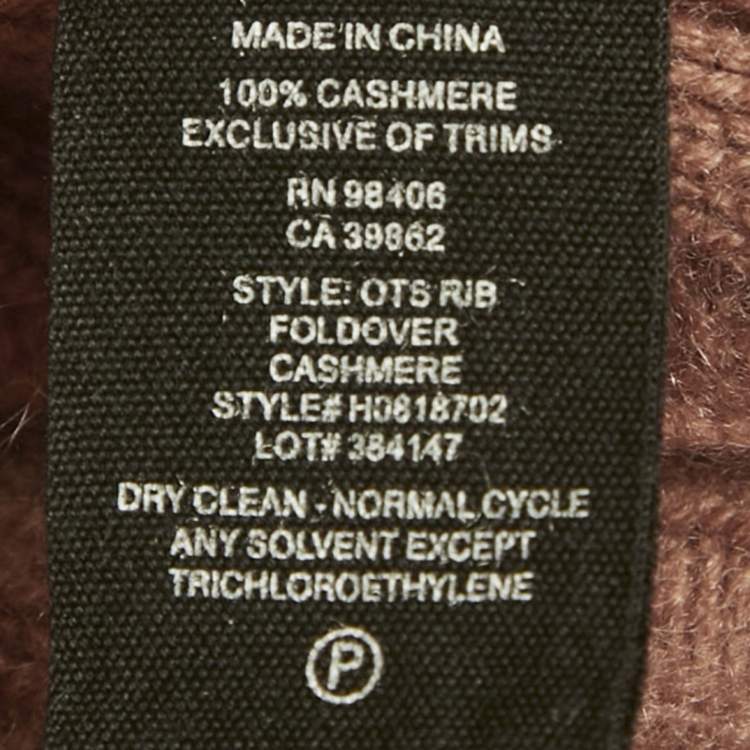 MADE IN CHINA
100% CASHMERE
EXCLUSIVE OF TRIMS
RN 98406
CA 39862
STYLE: OTS RIB
FOLDOVER
CASHMERE
STYLE# H0618702
LOT# 384147
DRY CLEAN - NORMAL CYCLE
ANY SOLVENT EXCEPT
TRICHLOROETHYLENE
P